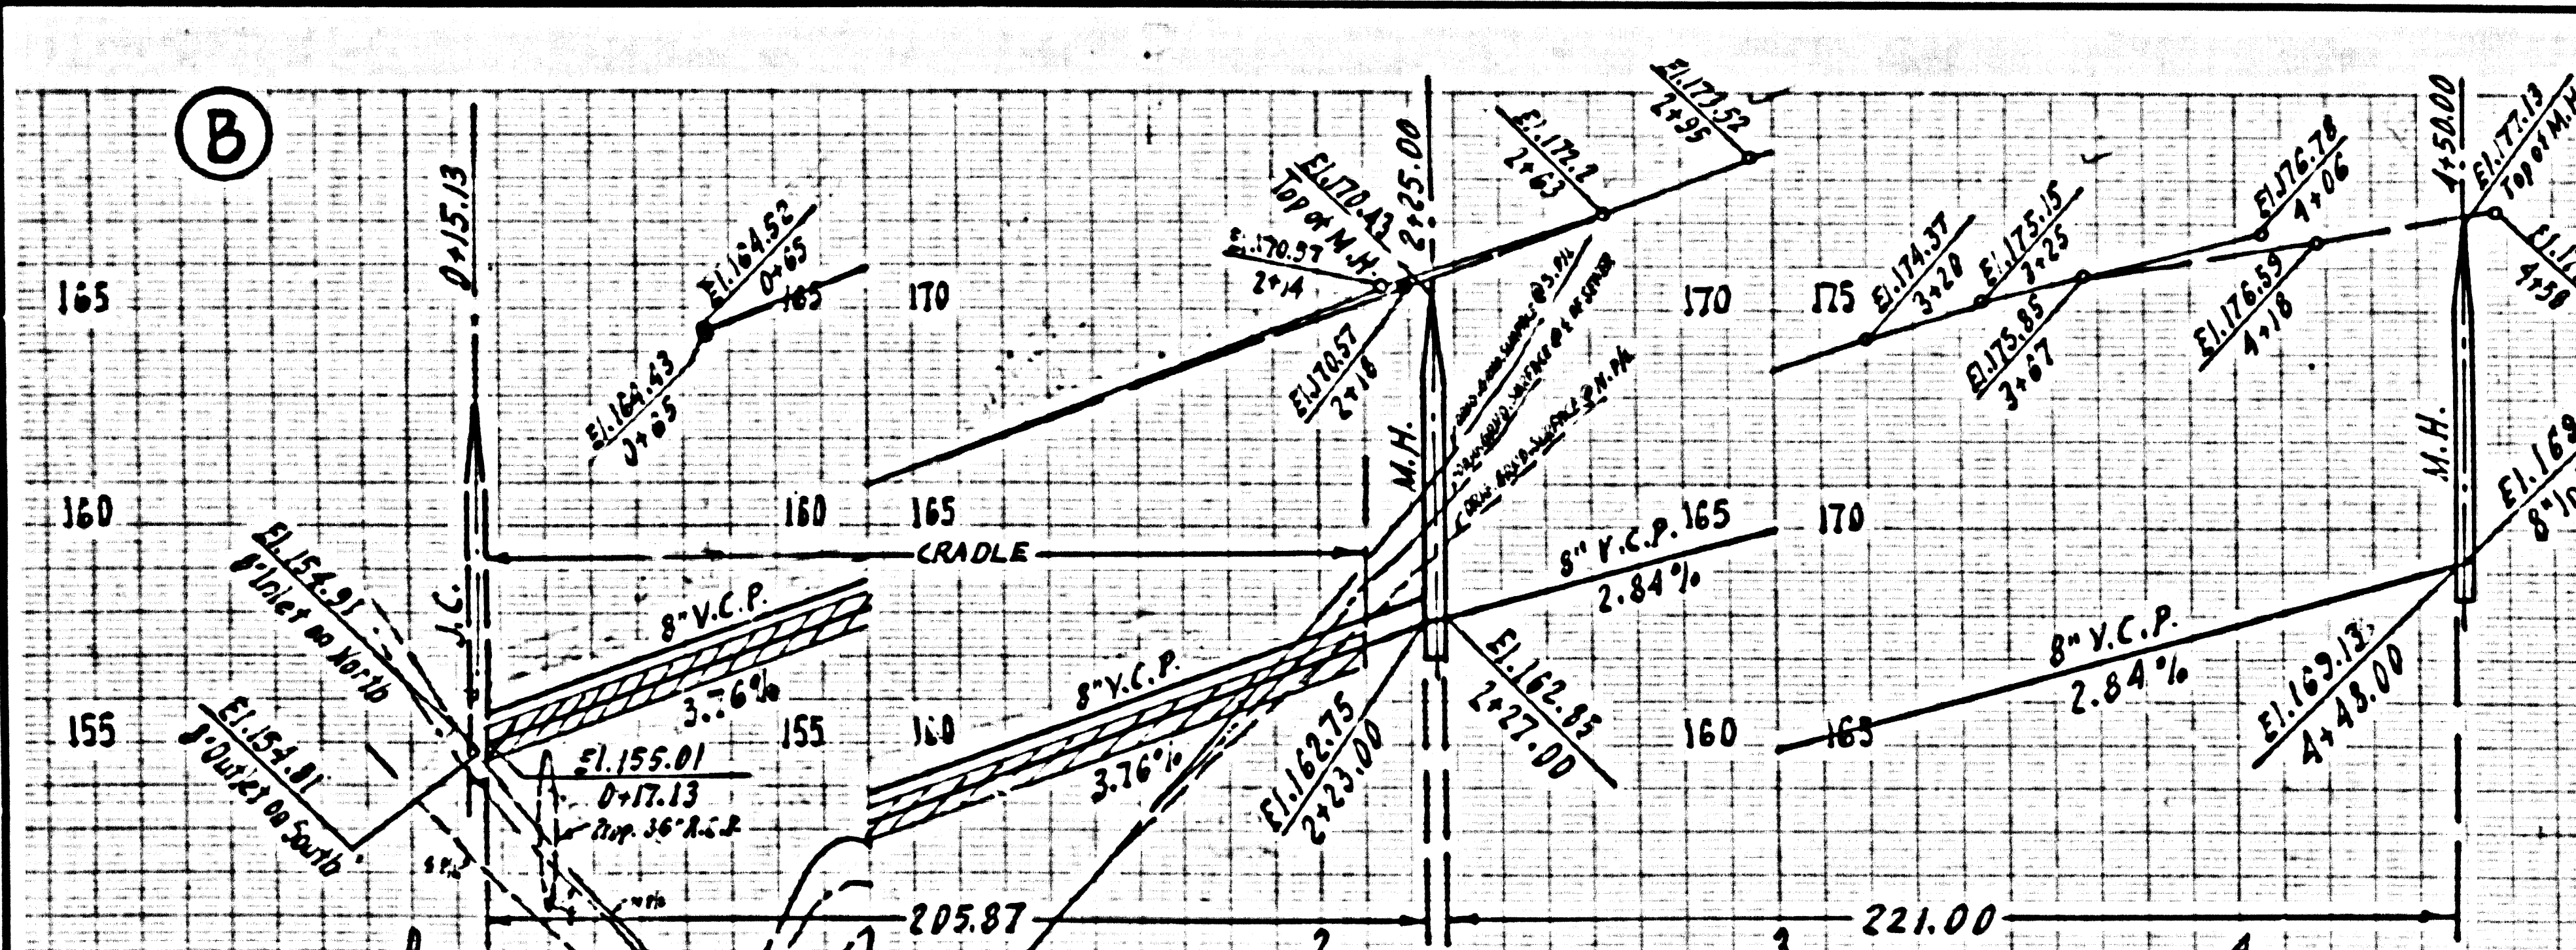 B
0+15.13
El.164.52
0+65
El.164.43
0+65
165
165
170
El.170.43
Top of M.H.
El.170.57
2+14
El.170.57
2+18
2+25.00
El.172.2
2+63
El.173.52
2+95
170
175
El.174.37
3+20
El.175.15
3+25
El.175.85
3+67
El.176.78
4+06
El.176.59
4+18
4+50.00
El.177.13
Top of M.H.
4+58
160
160
165
165
170
CRADLE
M.H.
M.H.
J.C.
El.154.91
8" Inlet on North
El.154.81
8" Outlet on South
155
155
160
160
165
8" V.C.P.
3.76%
8" V.C.P.
3.76%
8" V.C.P.
2.84%
8" V.C.P.
2.84%
El.155.01
0+17.13
Prop. 36" R.C.P.
El.162.75
2+23.00
El.162.85
2+27.00
El.169.13
4+48.00
El.169
205.87
221.00
2
3